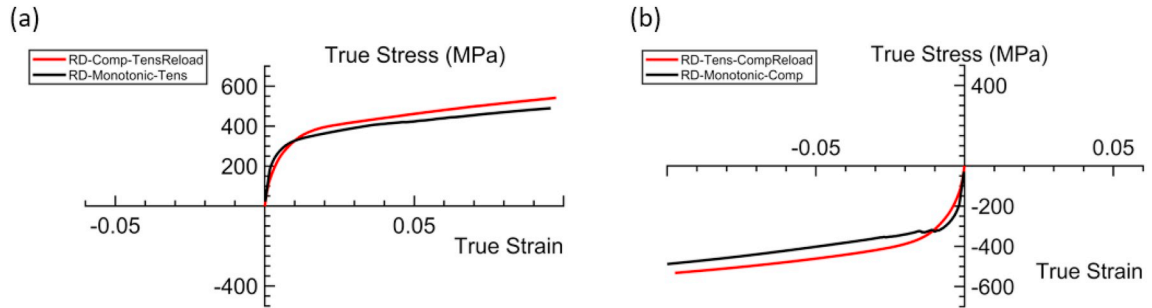 (a)
True Stress (MPa)
RD-Comp-TensReload
RD-Monotonic-Tens
600
400
200
-0.05
0.05
True Strain
-400
(b)
True Stress (MPa)
RD-Tens-CompReload
RD-Monotonic-Comp
400
-0.05
0.05
-200
-400
True Strain
-600